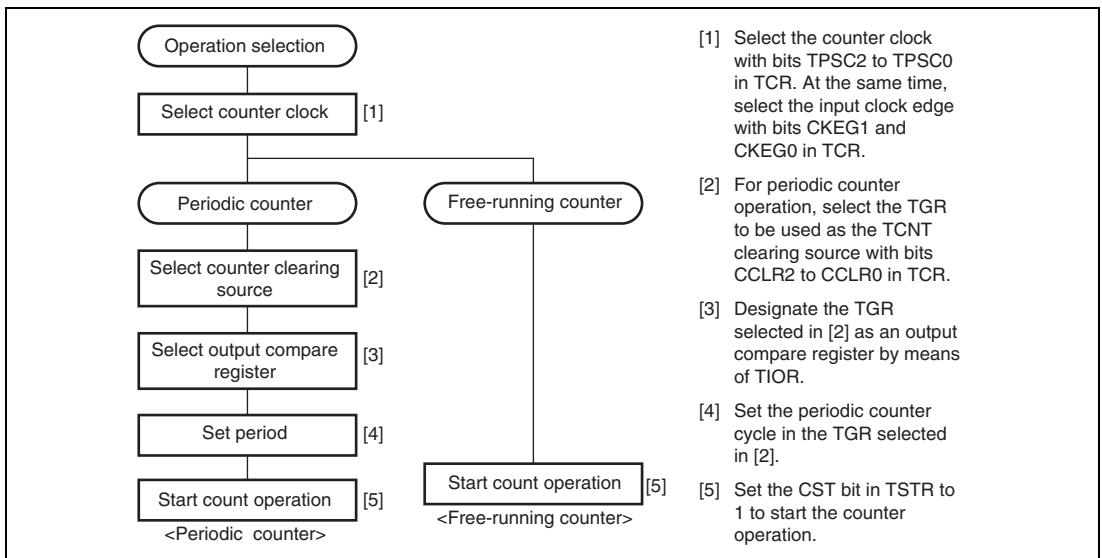 Operation selection
Select counter clock
[1]
Periodic counter
Free-running counter
Select counter clearing
source
[2]
Select output compare
register
[3]
Set period
[4]
Start count operation
[5]
<Periodic counter>
Start count operation
[5]
<Free-running counter>
[1] Select the counter clock
with bits TPSC2 to TPSC0
in TCR. At the same time,
select the input clock edge
with bits CKEG1 and
CKEG0 in TCR.
[2] For periodic counter
operation, select the TGR
to be used as the TCNT
clearing source with bits
CCLR2 to CCLR0 in TCR.
[3] Designate the TGR
selected in [2] as an output
compare register by means
of TIOR.
[4] Set the periodic counter
cycle in the TGR selected
in [2].
[5] Set the CST bit in TSTR to
1 to start the counter
operation.